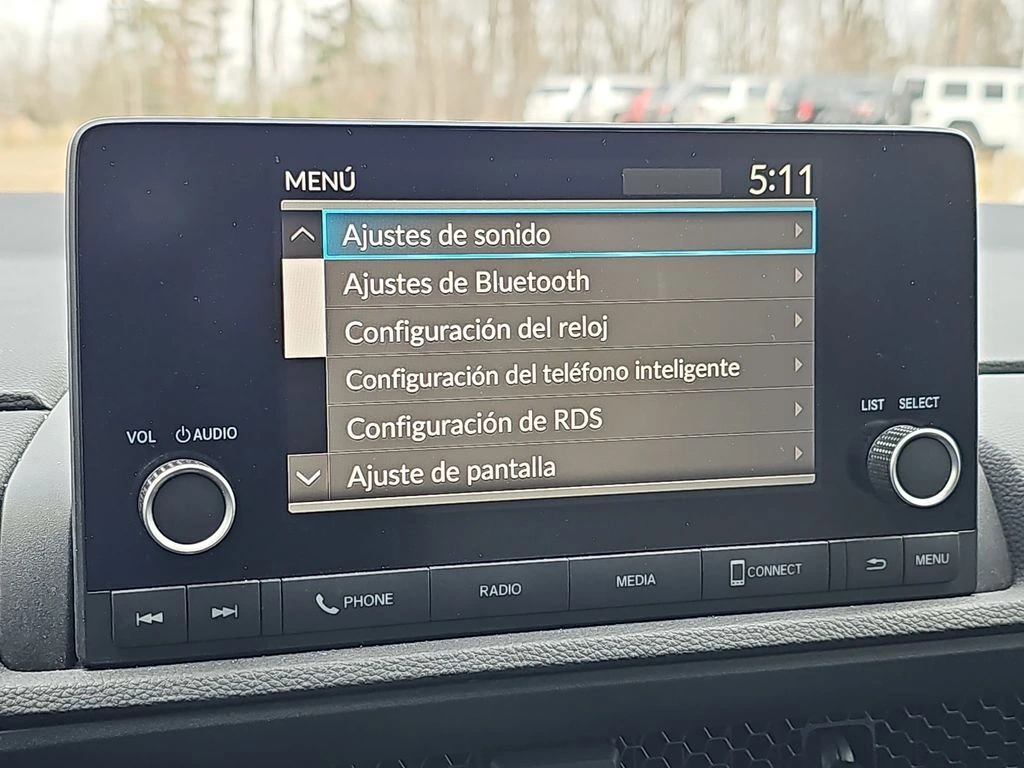 MENÚ 5:11
Ajustes de sonido
Ajustes de Bluetooth
Configuración del reloj
Configuración del teléfono inteligente
Configuración de RDS
Ajuste de pantalla
VOL AUDIO
LIST SELECT
PHONE
RADIO
MEDIA
CONNECT
MENU